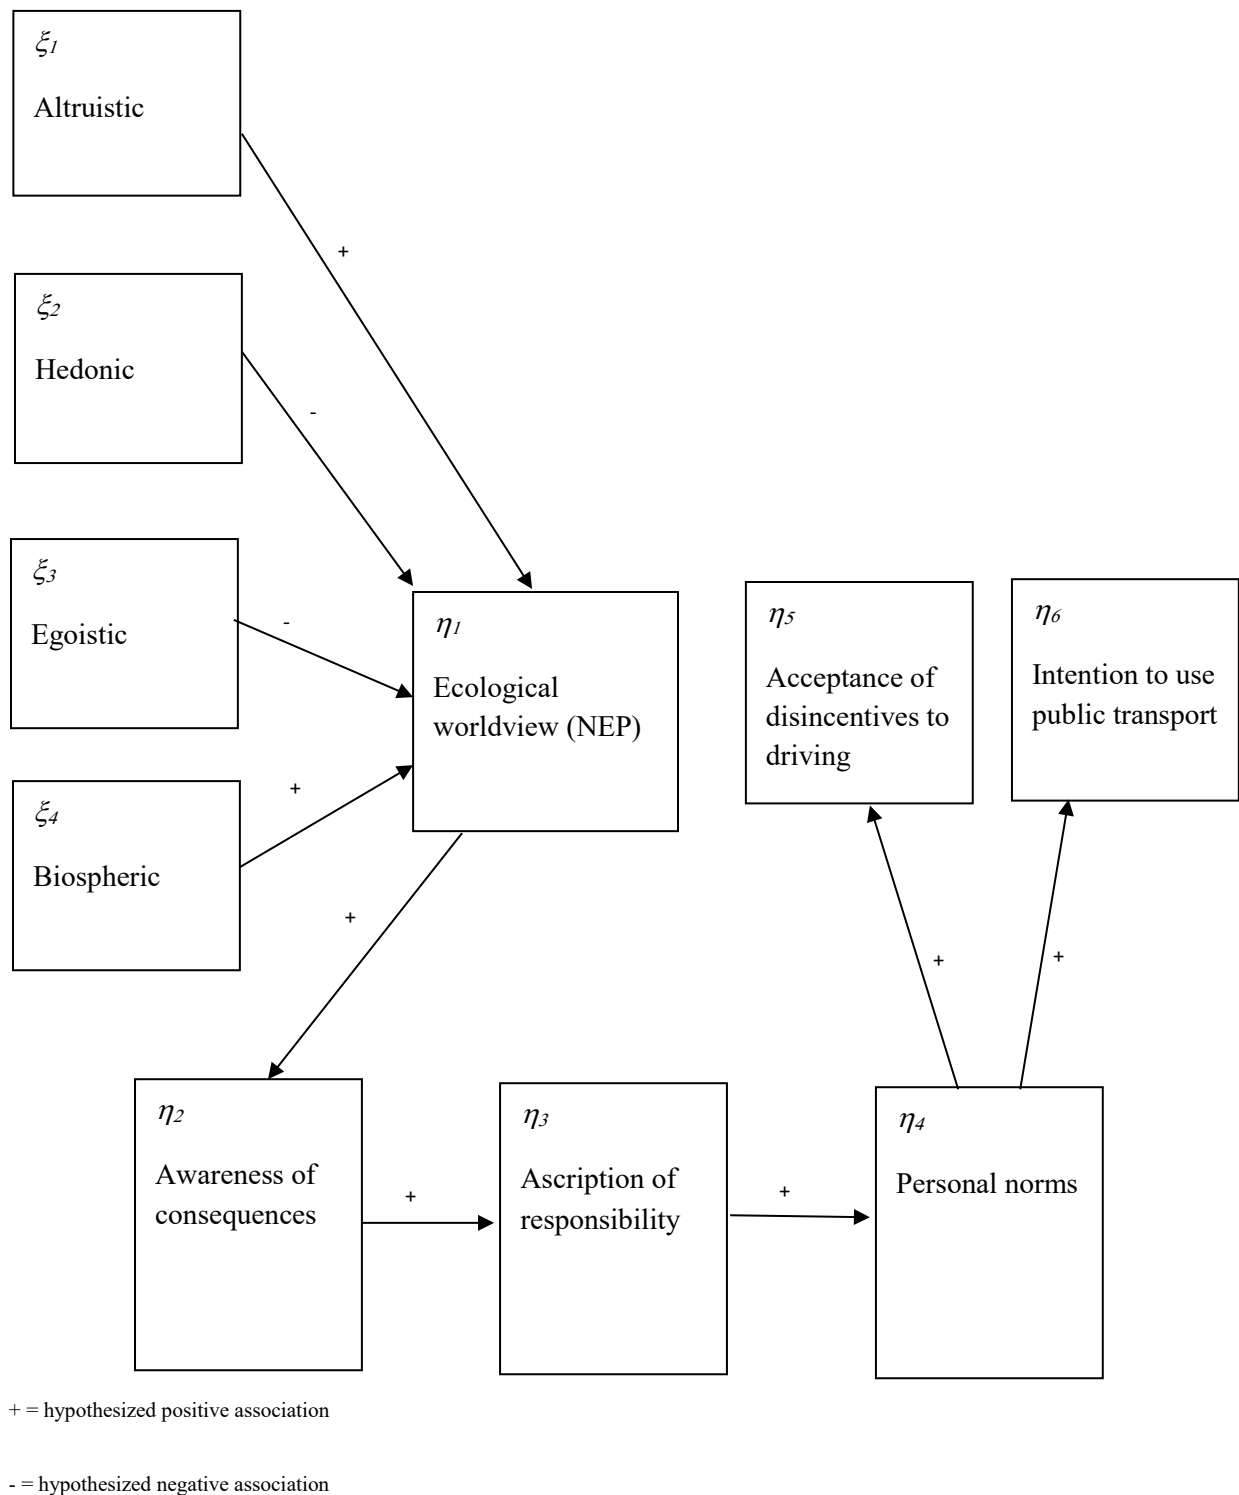 ξ1
Altruistic
+
ξ2
Hedonic
-
ξ3
Egoistic
-
ξ4
Biospheric
+
η1
Ecological
worldview (NEP)
+
η5
Acceptance of
disincentives to
driving
η6
Intention to use
public transport
+
+
η2
Awareness of
consequences
+
η3
Ascription of
responsibility
+
η4
Personal norms
+ = hypothesized positive association
- = hypothesized negative association